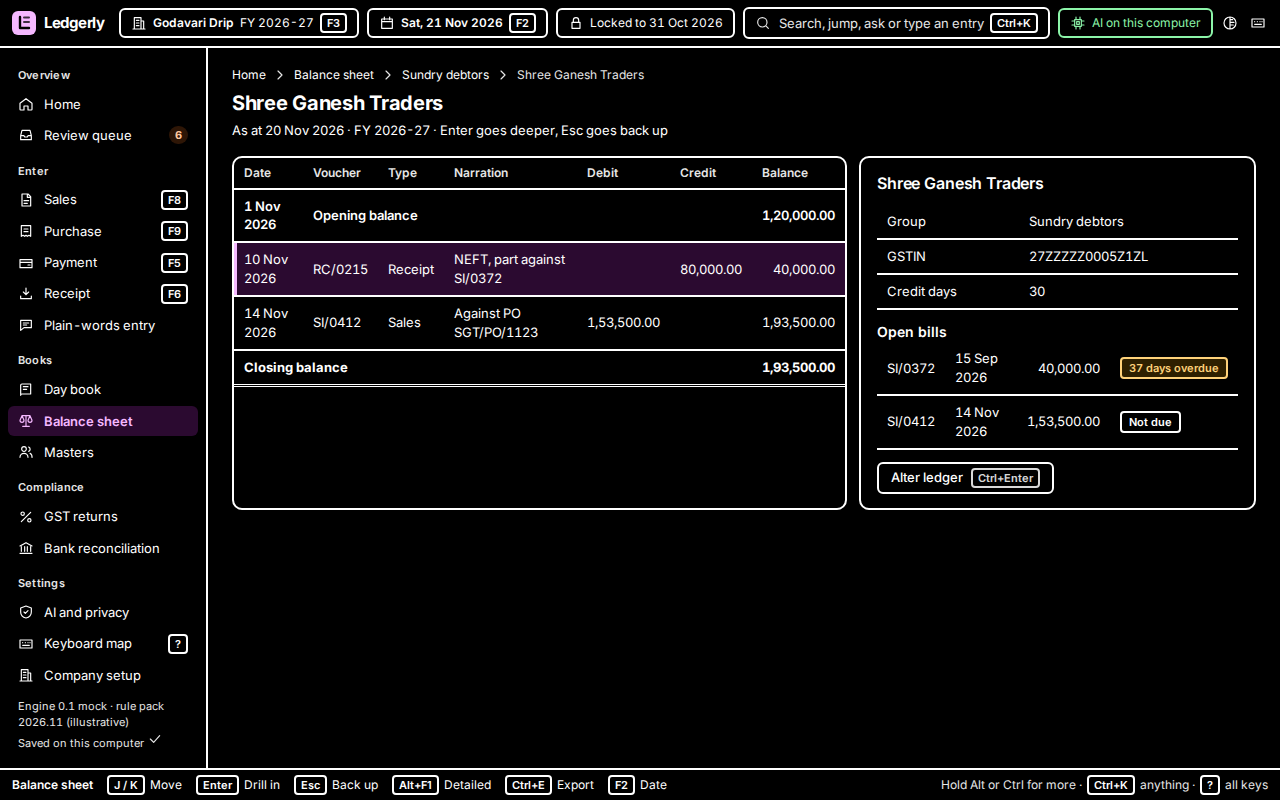 Ledgerly
Godavari Drip FY 2026-27 F3
Sat, 21 Nov 2026 F2
Locked to 31 Oct 2026
Search, jump, ask or type an entry Ctrl+K
AI on this computer
Overview
Home
Review queue 6
Enter
Sales F8
Purchase F9
Payment F5
Receipt F6
Plain-words entry
Books
Day book
Balance sheet
Masters
Compliance
GST returns
Bank reconciliation
Settings
AI and privacy
Keyboard map ?
Company setup
Engine 0.1 mock · rule pack
2026.11 (illustrative)
Saved on this computer
Home Balance sheet Sundry debtors Shree Ganesh Traders
Shree Ganesh Traders
As at 20 Nov 2026 · FY 2026-27 · Enter goes deeper, Esc goes back up
Date Voucher Type Narration Debit Credit Balance
1 Nov
2026 Opening balance 1,20,000.00
10 Nov
2026 RC/0215 Receipt NEFT, part against
SI/0372 80,000.00 40,000.00
14 Nov
2026 SI/0412 Sales Against PO
SGT/PO/1123 1,53,500.00 1,93,500.00
Closing balance 1,93,500.00
Shree Ganesh Traders
Group Sundry debtors
GSTIN 27ZZZZZ0005Z1ZL
Credit days 30
Open bills
SI/0372 15 Sep
2026 40,000.00 37 days overdue
SI/0412 14 Nov
2026 1,53,500.00 Not due
Alter ledger Ctrl+Enter
Balance sheet J / K Move Enter Drill in Esc Back up Alt+F1 Detailed Ctrl+E Export F2 Date
Hold Alt or Ctrl for more · Ctrl+K anything · ? all keys